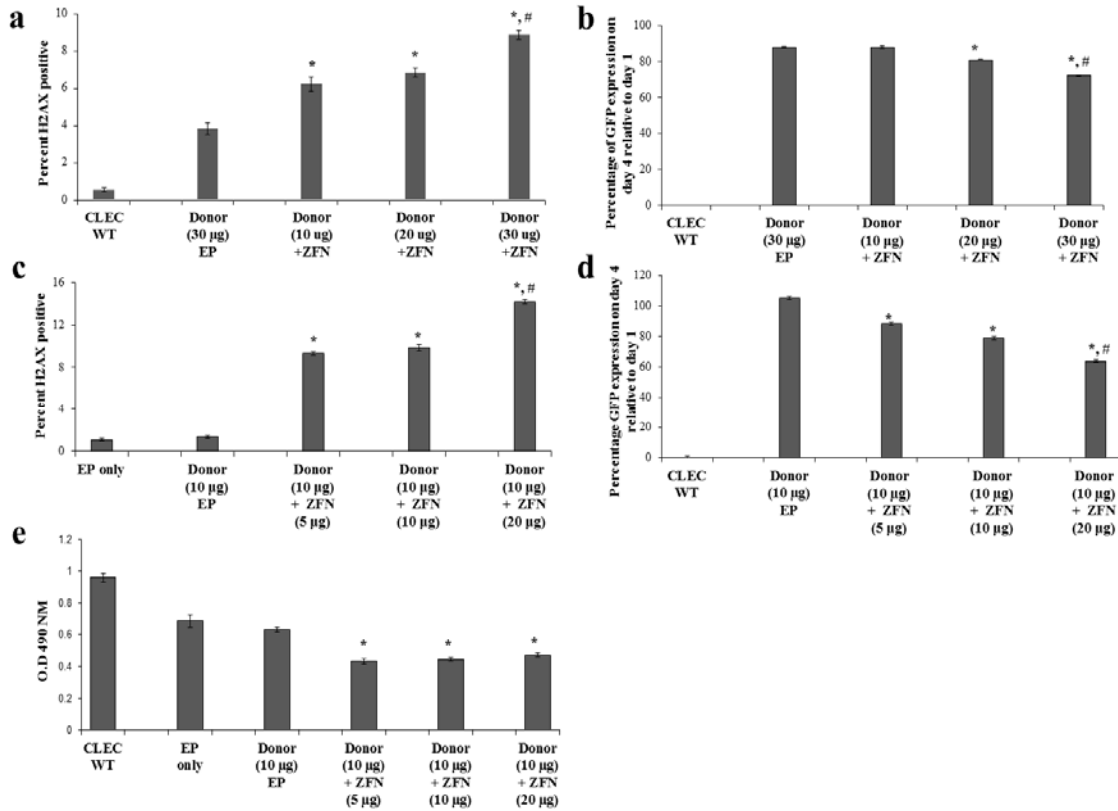 a
Percent H2AX positive
10
8
6
4
2
0
*
*
*, #
CLEC WT
Donor (30 µg) EP
Donor (10 ug) +ZFN
Donor (20 ug) +ZFN
Donor (30 ug) +ZFN
b
Percentage of GFP expression on
day 4 relative to day 1
100
80
60
40
20
0
*
*, #
CLEC WT
Donor (30 µg) EP
Donor (10 µg) + ZFN
Donor (20 µg) + ZFN
Donor (30 µg) + ZFN
c
Percent H2AX positive
16
12
8
4
0
*
*
*, #
EP only
Donor (10 µg) EP
Donor (10 µg) + ZFN (5 µg)
Donor (10 µg) + ZFN (10 µg)
Donor (10 µg) + ZFN (20 µg)
d
Percentage GFP expression on day 4
relative to day 1
120
100
80
60
40
20
0
*
*
*, #
CLEC WT
Donor (10 µg) EP
Donor (10 µg) + ZFN (5 µg)
Donor (10 µg) + ZFN (10 µg)
Donor (10 µg) + ZFN (20 µg)
e
O.D 490 NM
1.2
1
0.8
0.6
0.4
0.2
0
*
*
*
CLEC WT
EP only
Donor (10 µg) EP
Donor (10 µg) + ZFN (5 µg)
Donor (10 µg) + ZFN (10 µg)
Donor (10 µg) + ZFN (20 µg)